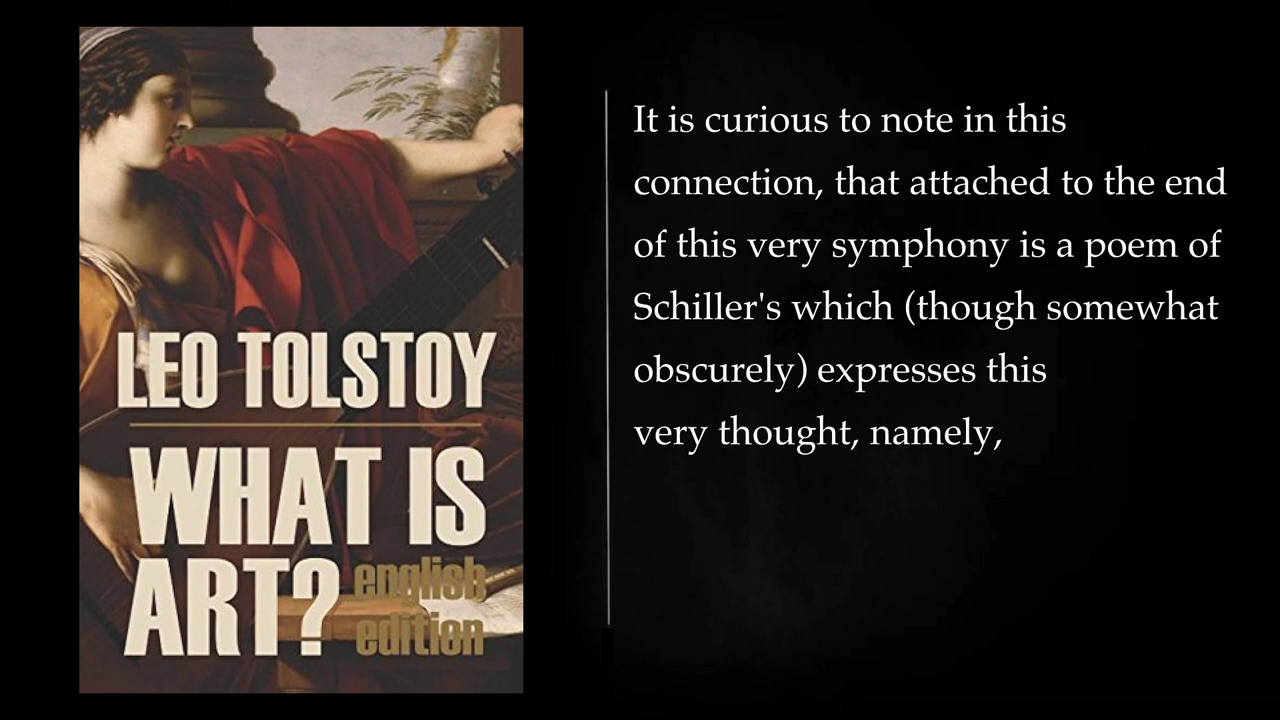 LEO TOLSTOY
WHAT IS
ART?
english
edition
It is curious to note in this
connection, that attached to the end
of this very symphony is a poem of
Schiller's which (though somewhat
obscurely) expresses this
very thought, namely,